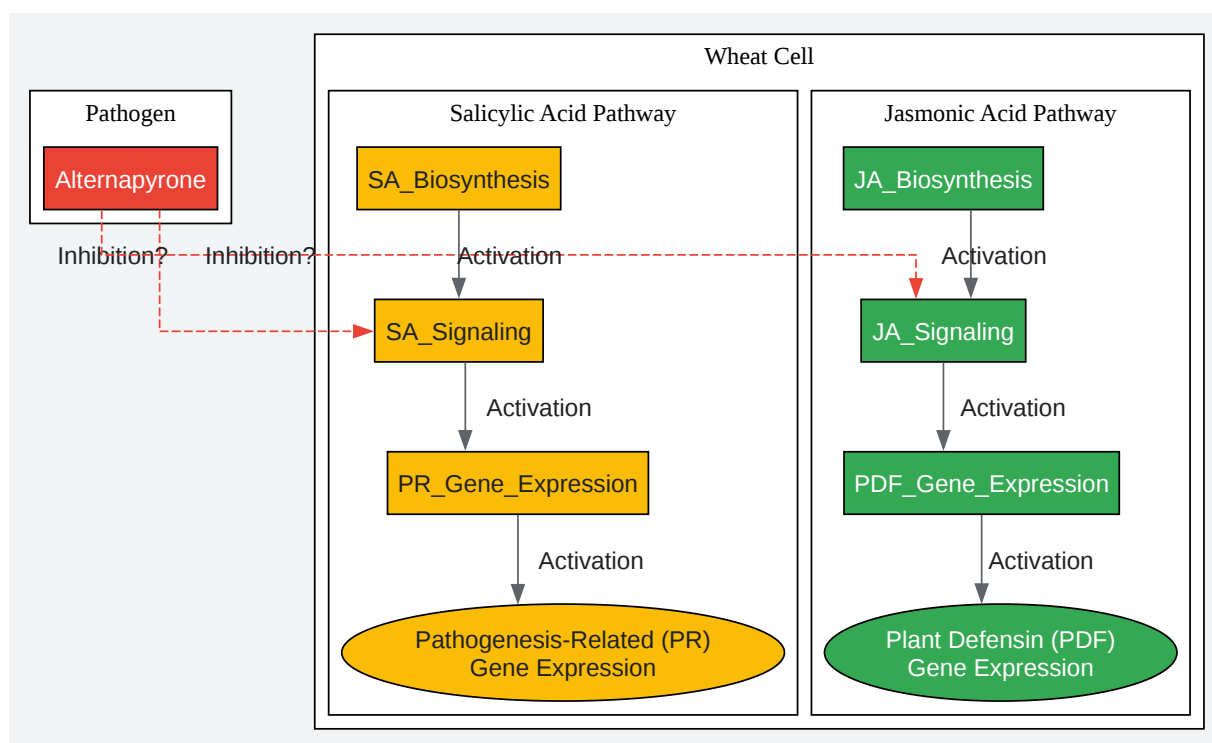 Wheat Cell
Pathogen
Salicylic Acid Pathway
Jasmonic Acid Pathway
Alternapyrone
SA_Biosynthesis
JA_Biosynthesis
Inhibition?
Inhibition?
Activation
Activation
SA_Signaling
JA_Signaling
Activation
Activation
PR_Gene_Expression
PDF_Gene_Expression
Activation
Activation
Pathogenesis-Related (PR)
Gene Expression
Plant Defensin (PDF)
Gene Expression